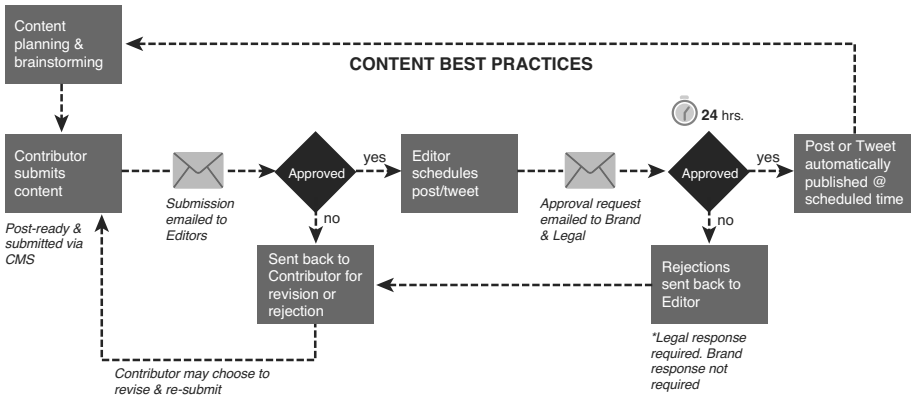 Content
planning &
brainstorming
CONTENT BEST PRACTICES
24 hrs.
Contributor
submits
content
Post-ready &
submitted via
CMS
Submission
emailed to
Editors
Approved
yes
no
Editor
schedules
post/tweet
Approval request
emailed to Brand
& Legal
Approved
yes
no
Post or Tweet
automatically
published @
scheduled time
Sent back to
Contributor for
revision or
rejection
Rejections
sent back to
Editor
*Legal response
required. Brand
response not
required
Contributor may choose to
revise & re-submit